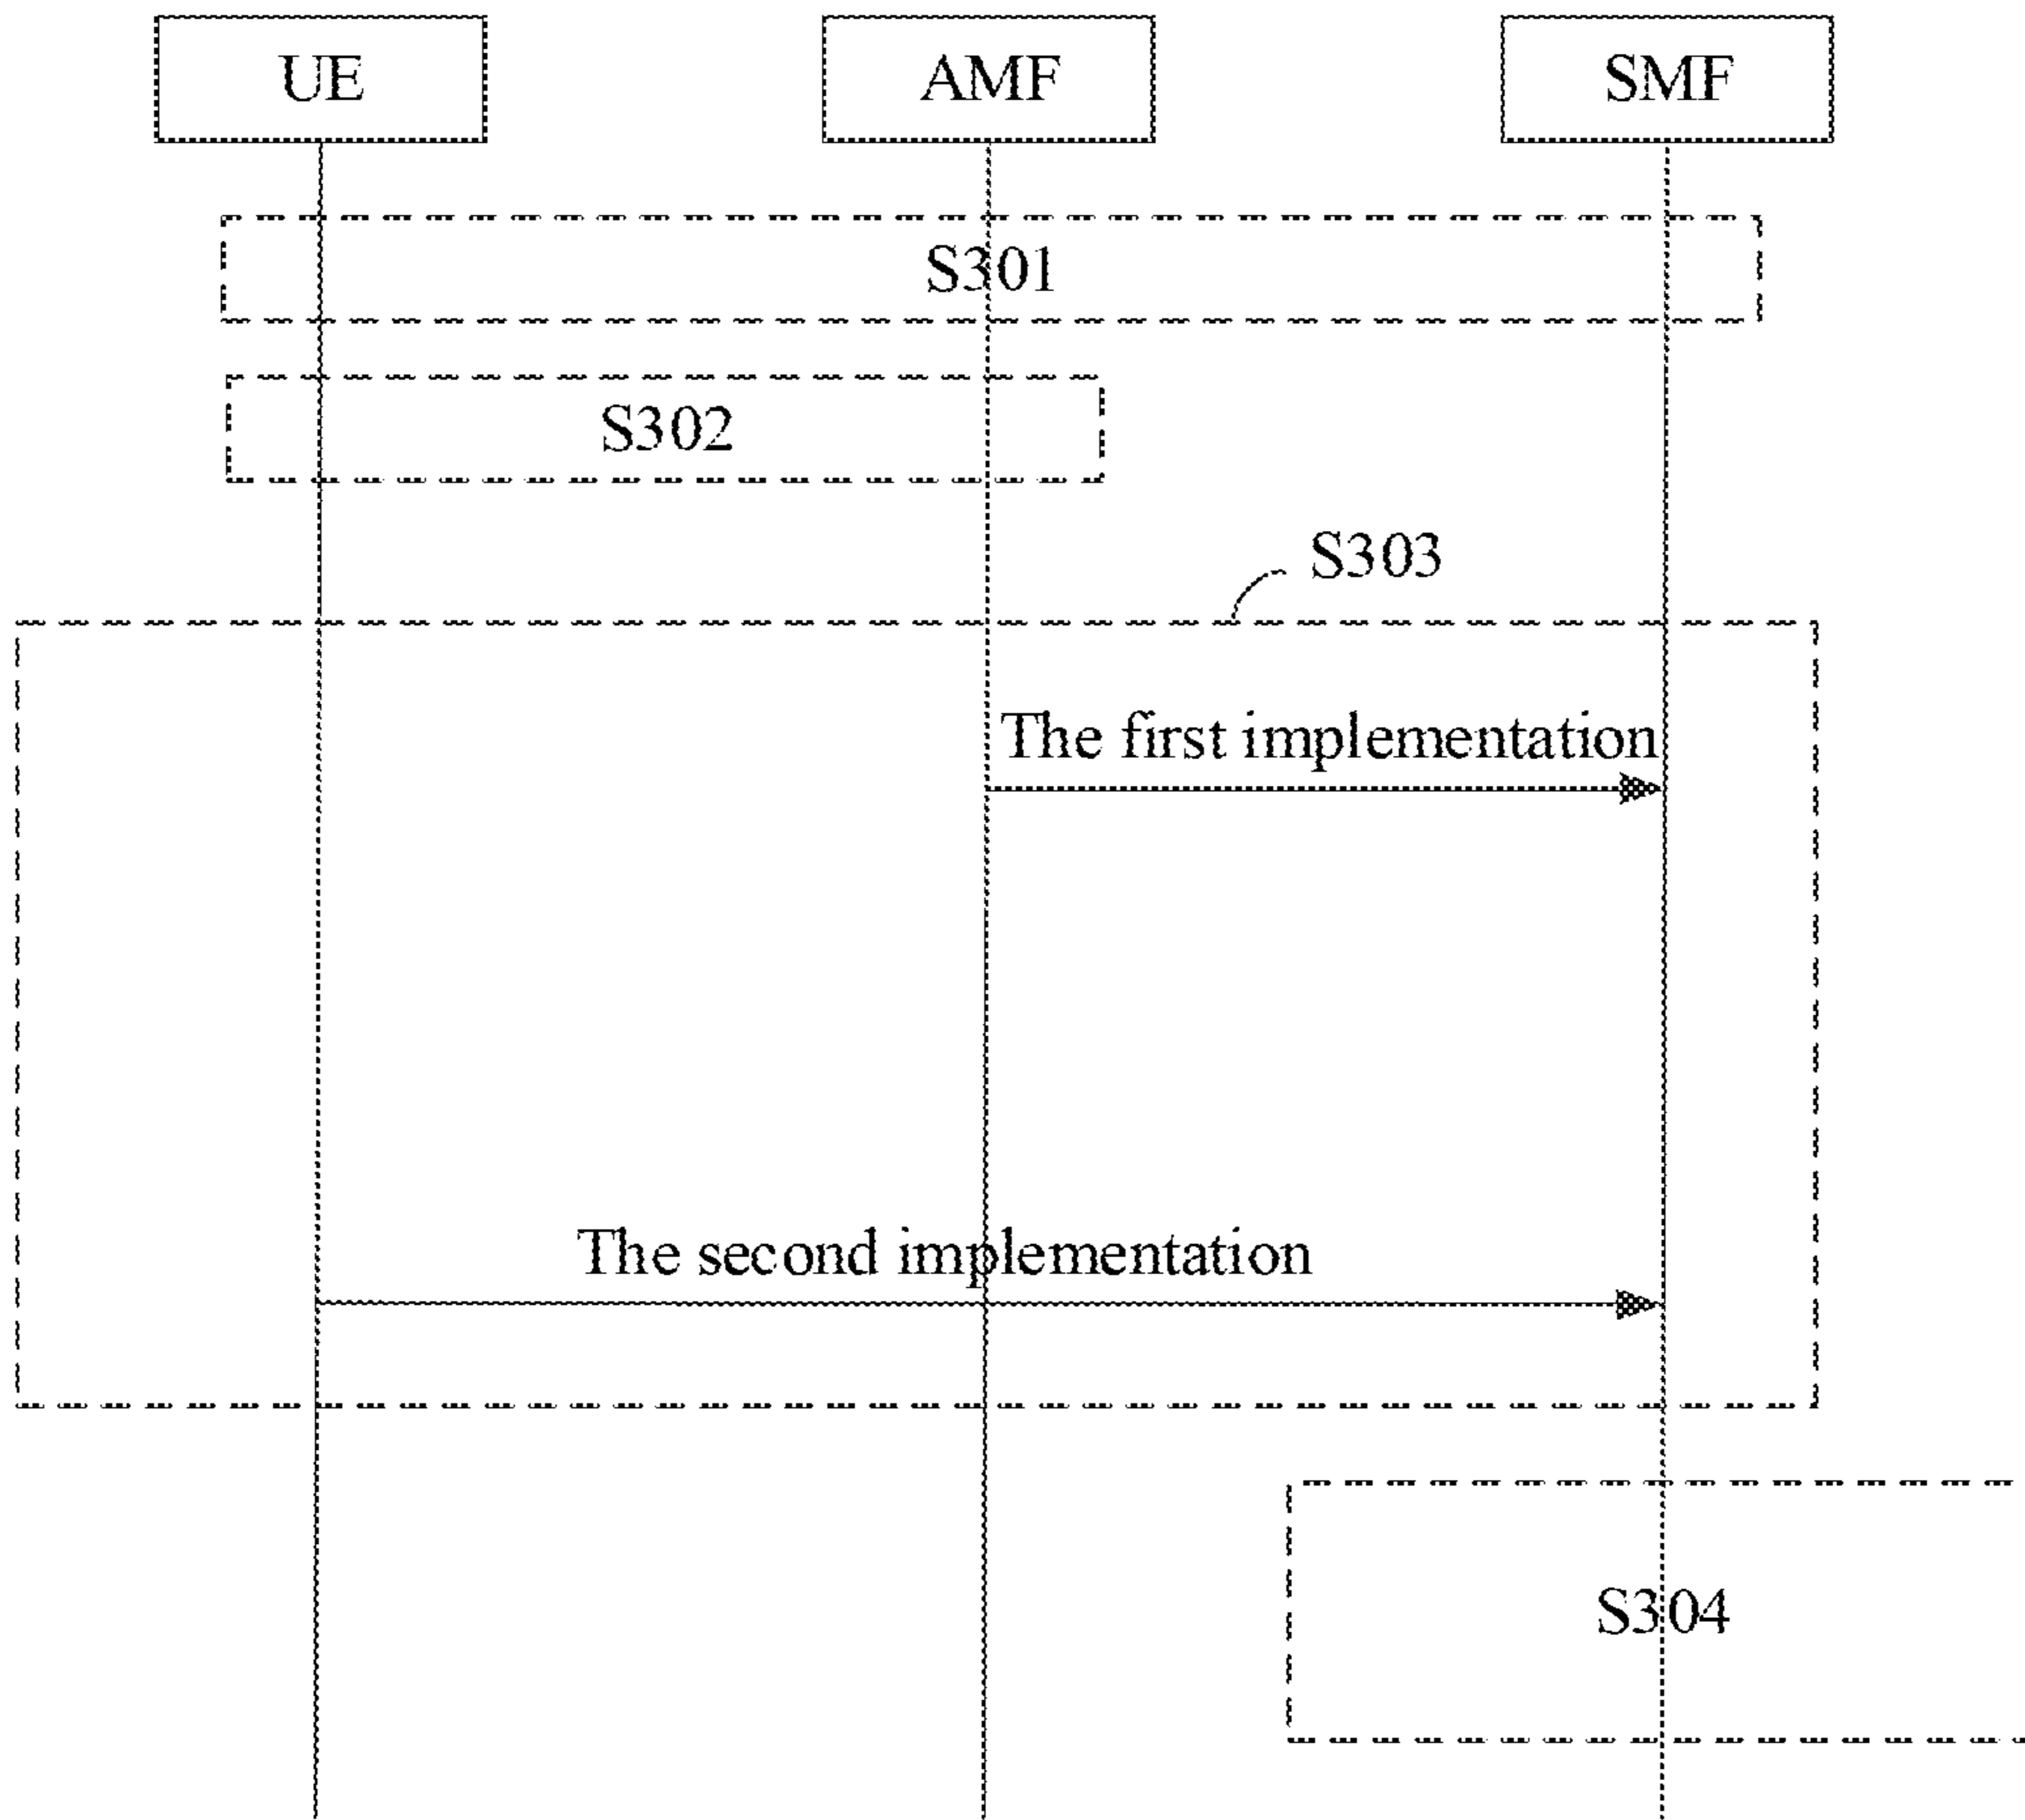 UE
AMF
SMF
S301
S302
S303
The first implementation
The second implementation
S304